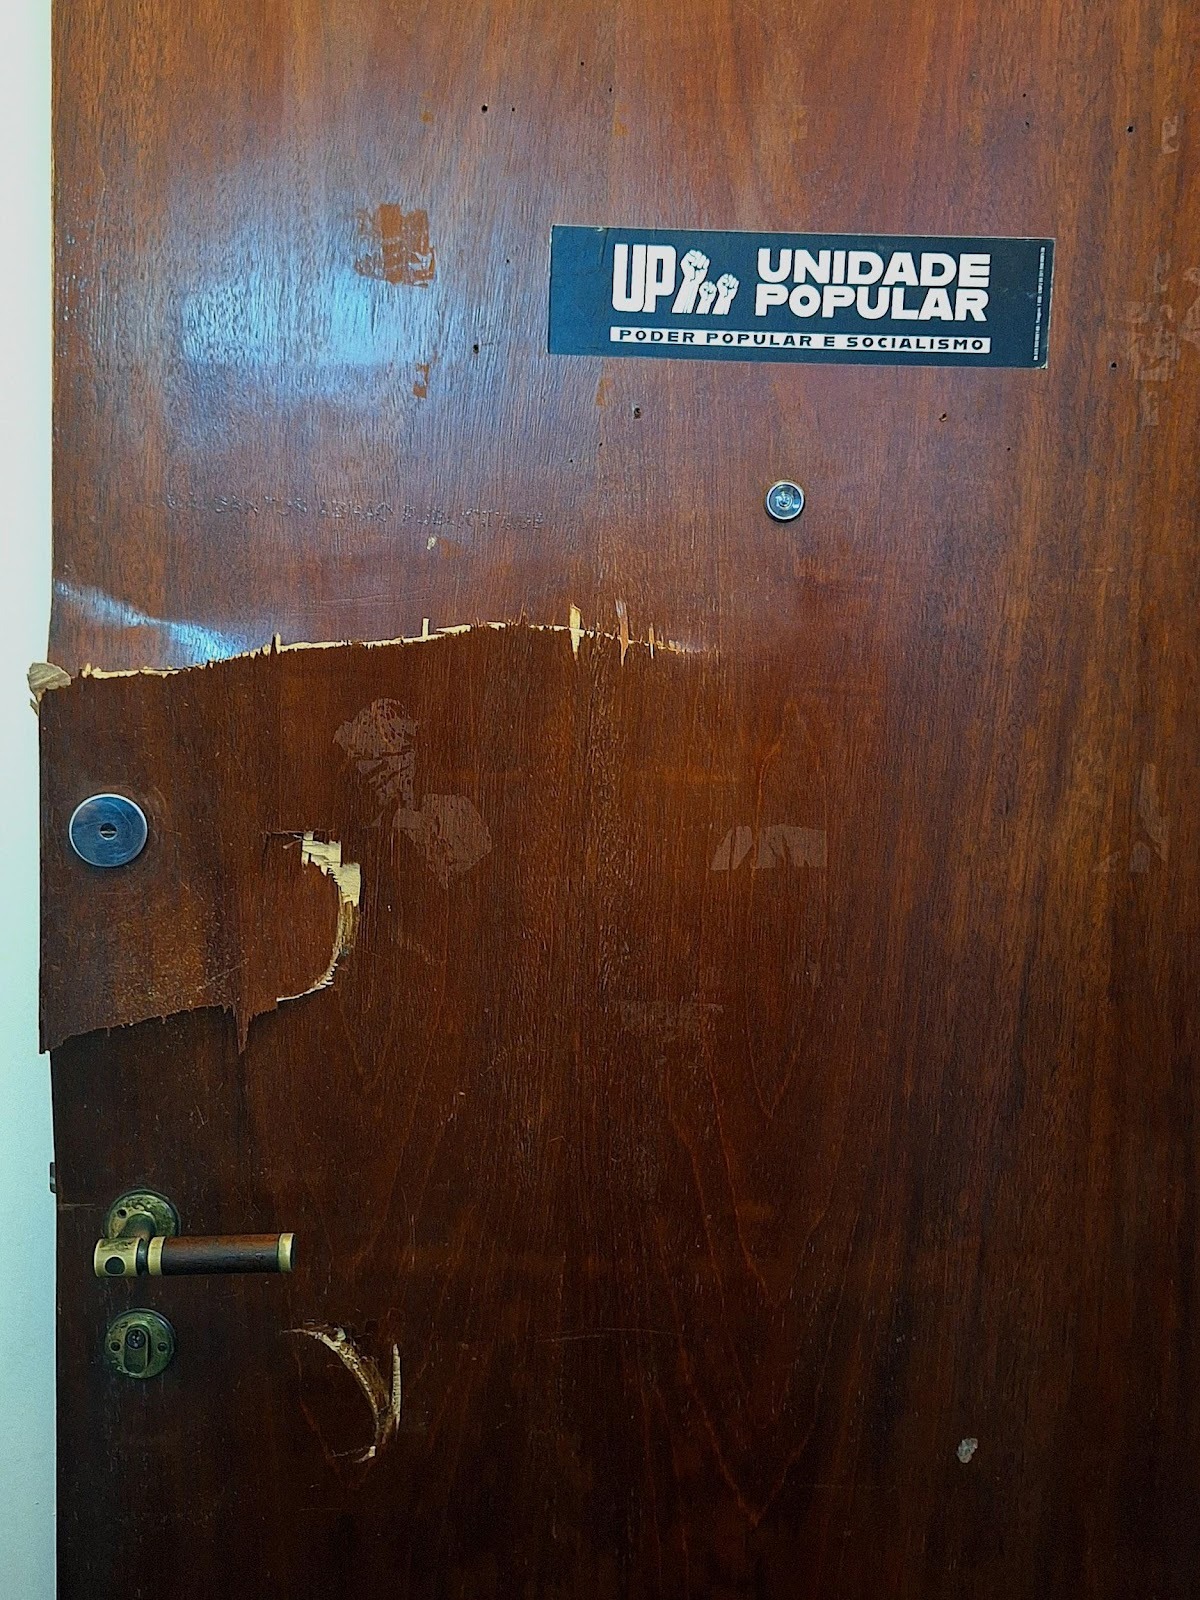 UP UNIDADE
POPULAR
PODER POPULAR E SOCIALISMO